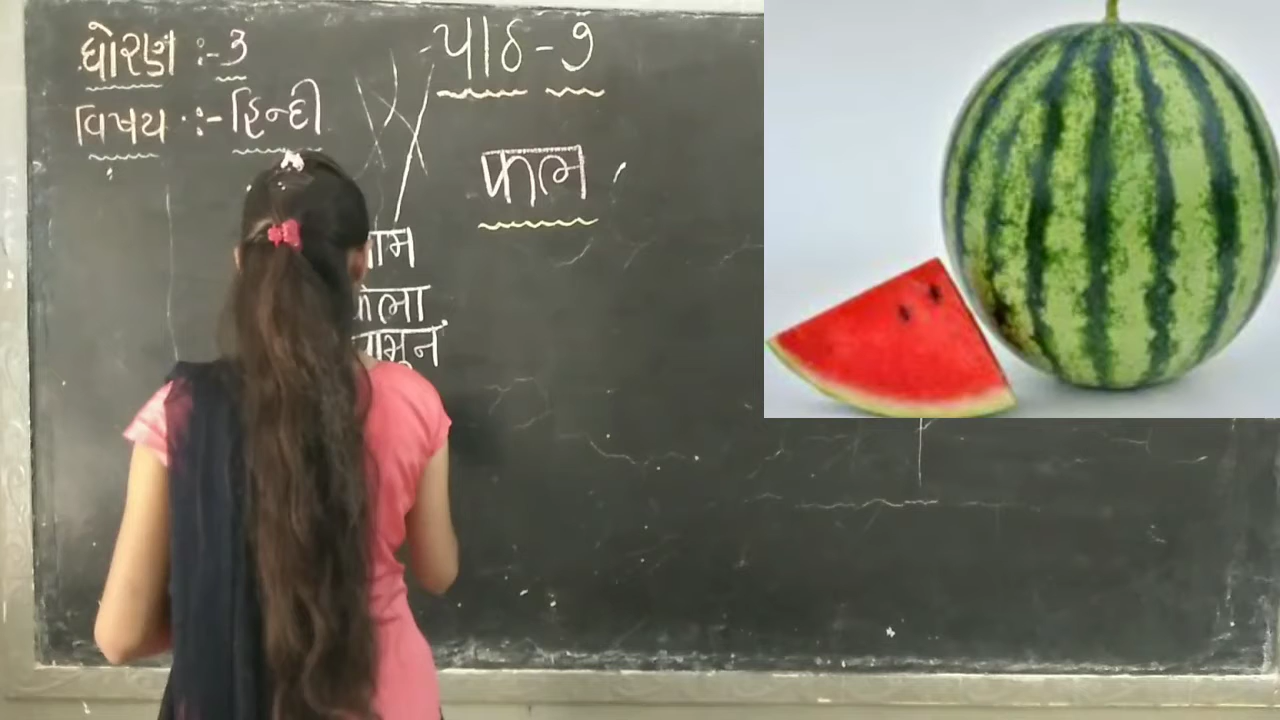 ધોરણ :- ૩
પાઠ - ૭
વિષય :- હિન્દી
फल
केला